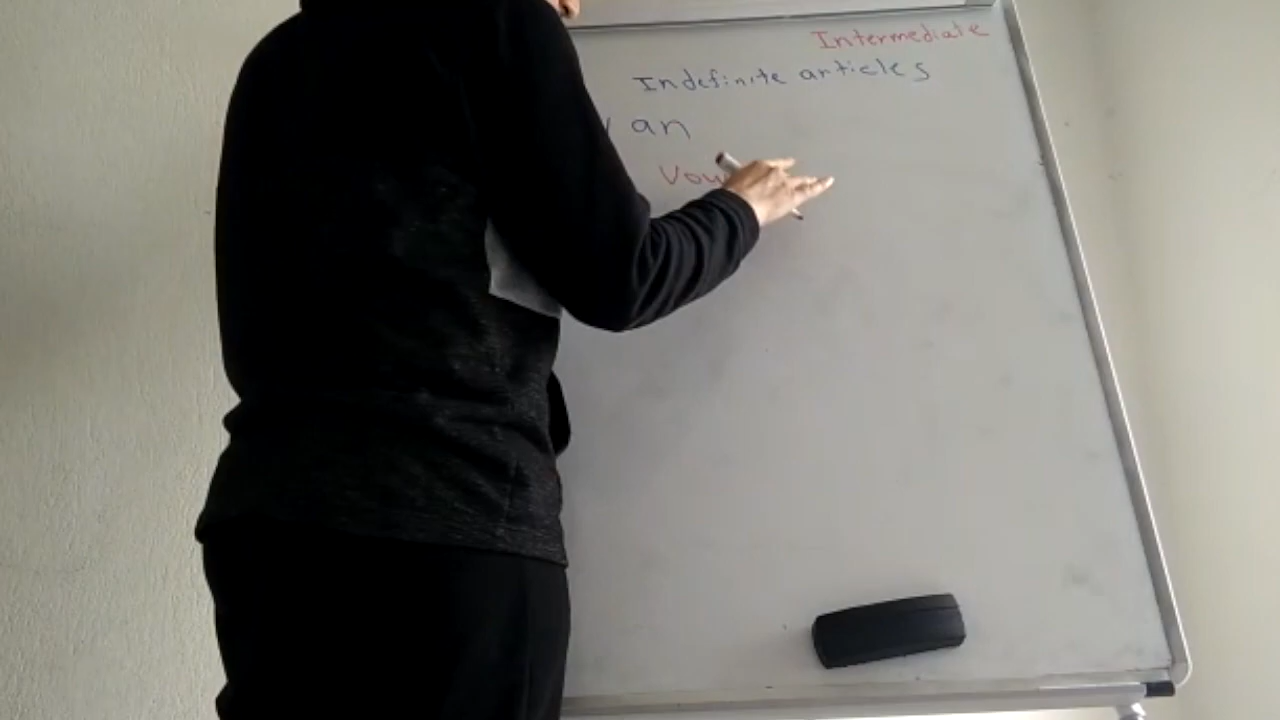 Intermediate
Indefinite articles
/ an